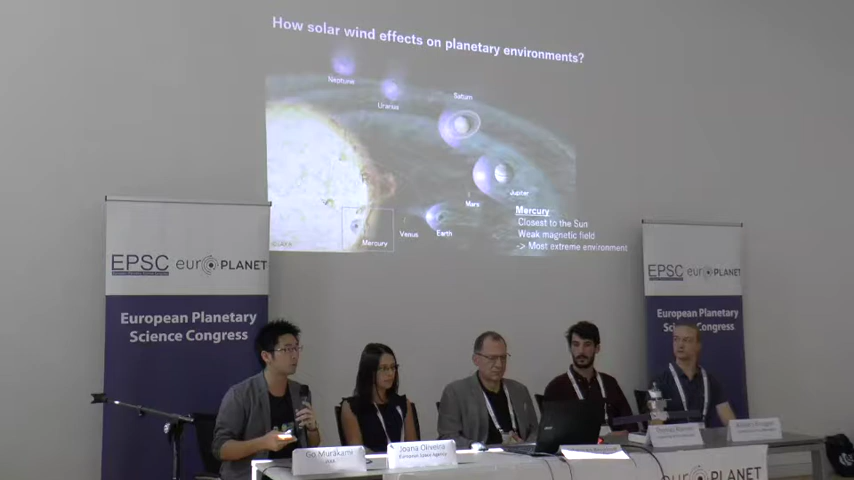 How solar wind effects on planetary environments?
Neptune
Uranus
Saturn
Jupiter
Mars
Mercury
Closest to the Sun
Weak magnetic field
-> Most extreme environment
Venus
Earth
Mercury
EPSC
euroPLANET
European Planetary
Science Congress
EPSC
euroPLANET
European Planetary
Science Congress
Go Murakami
JAXA
Joana Oliveira
European Space Agency
euroPLANET